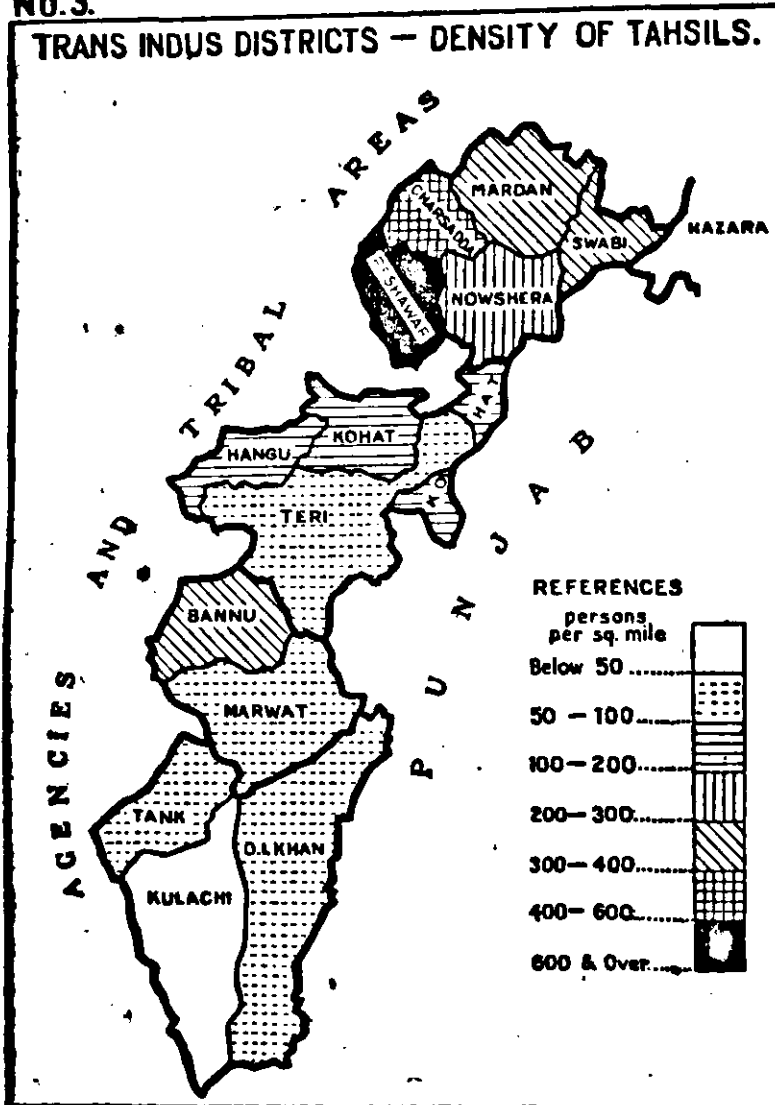 No.3.
TRANS INDUS DISTRICTS — DENSITY OF TAHSILS.
AGENCIES AND TRIBAL AREAS
MARDAN
CHARSADDA
SWABI
HAZARA
PESHAWAR
NOWSHERA
KOHAT
HANGU
KOHAT
TERI
PUNJAB
BANNU
MARWAT
TANK
D.I.KHAN
KULACHI
REFERENCES
persons
per sq. mile
Below 50
50 — 100
100 — 200
200 — 300
300 — 400
400 — 600
600 & Over